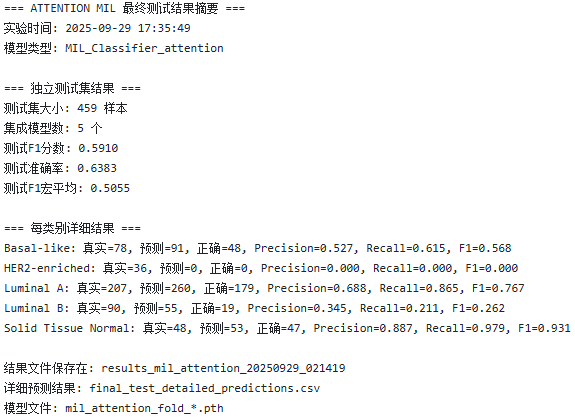 === ATTENTION MIL 最终测试结果摘要 ===
实验时间: 2025-09-29 17:35:49
模型类型: MIL_Classifier_attention
=== 独立测试集结果 ===
测试集大小: 459 样本
集成模型数: 5 个
测试F1分数: 0.5910
测试准确率: 0.6383
测试F1宏平均: 0.5055
=== 每类别详细结果 ===
Basal-like: 真实=78, 预测=91, 正确=48, Precision=0.527, Recall=0.615, F1=0.568
HER2-enriched: 真实=36, 预测=0, 正确=0, Precision=0.000, Recall=0.000, F1=0.000
Luminal A: 真实=207, 预测=260, 正确=179, Precision=0.688, Recall=0.865, F1=0.767
Luminal B: 真实=90, 预测=55, 正确=19, Precision=0.345, Recall=0.211, F1=0.262
Solid Tissue Normal: 真实=48, 预测=53, 正确=47, Precision=0.887, Recall=0.979, F1=0.931
结果文件保存在: results_mil_attention_20250929_021419
详细预测结果: final_test_detailed_predictions.csv
模型文件: mil_attention_fold_*.pth